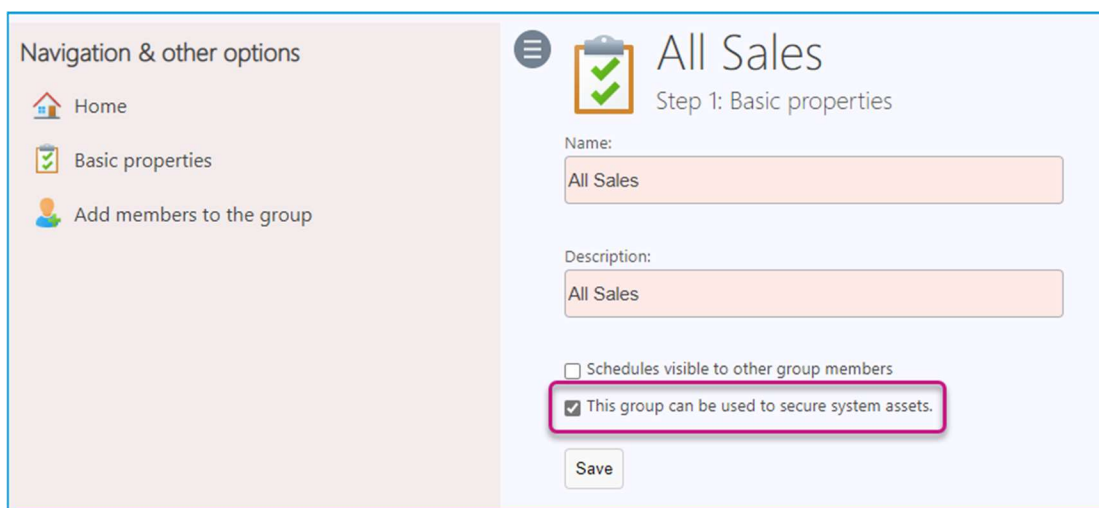 Navigation & other options
Home
Basic properties
Add members to the group
All Sales
Step 1: Basic properties
Name:
All Sales
Description:
All Sales
Schedules visible to other group members
This group can be used to secure system assets.
Save